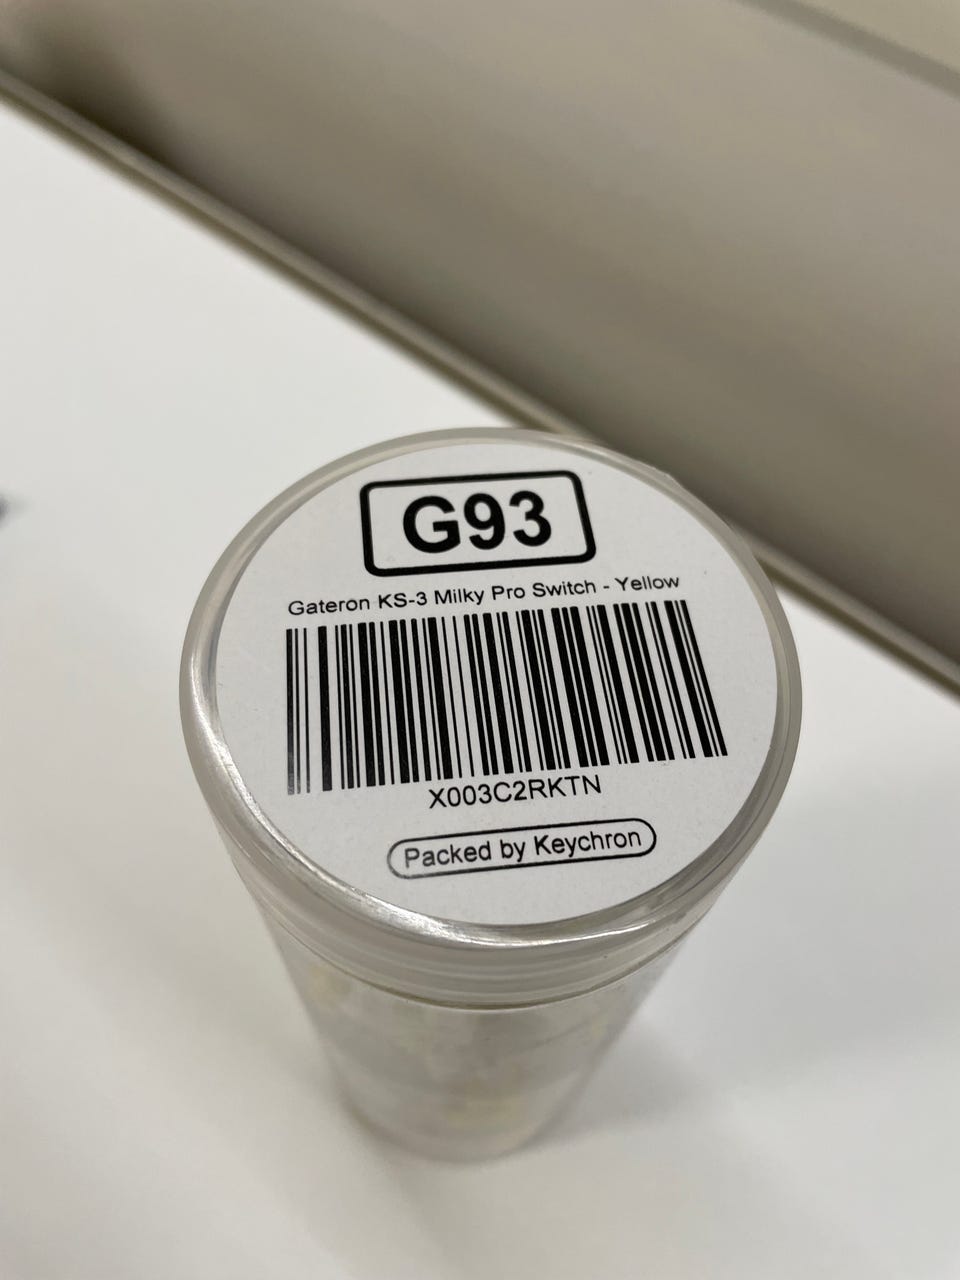 G93
Gateron KS-3 Milky Pro Switch - Yellow
X003C2RKTN
Packed by Keychron